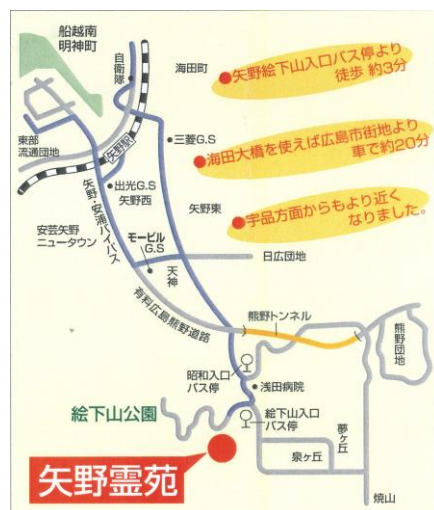 船越南
明神町
自衛隊
海田町
矢野絵下山入口バス停より
徒歩 約3分
東部
流通団地
矢野駅
三菱G.S
海田大橋を使えば広島市街地より
車で約20分
出光G.S
矢野西
矢野・安浦バイパス
矢野東
宇品方面からもより近く
なりました。
安芸矢野
ニュータウン
モービル
G.S
天神
日広団地
有料広島熊野道路
熊野トンネル
熊野団地
昭和入口
バス停
浅田病院
絵下山公園
絵下山入口
バス停
夢ヶ丘
泉ヶ丘
矢野霊苑
焼山